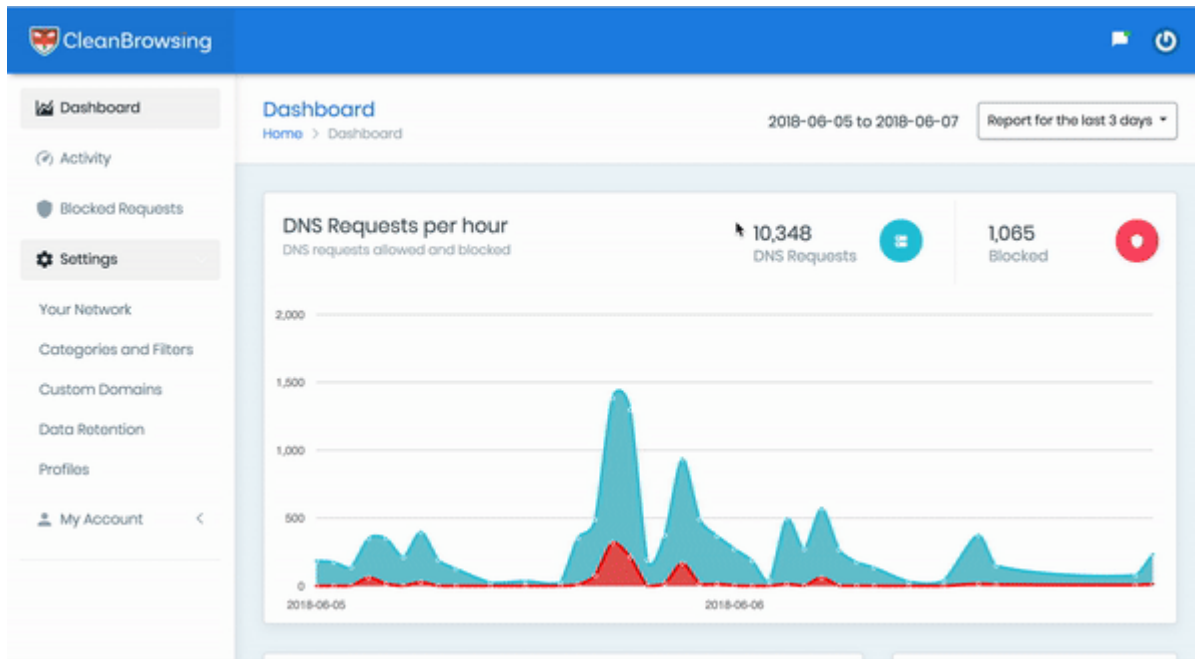 CleanBrowsing
Dashboard
Activity
Blocked Requests
Settings
Your Network
Categories and Filters
Custom Domains
Data Retention
Profiles
My Account
Dashboard
Home > Dashboard
2018-06-05 to 2018-06-07
Report for the last 3 days
DNS Requests per hour
DNS requests allowed and blocked
10,348
DNS Requests
1,065
Blocked
2,000
1,500
1,000
500
0
2018-06-05
2018-06-06